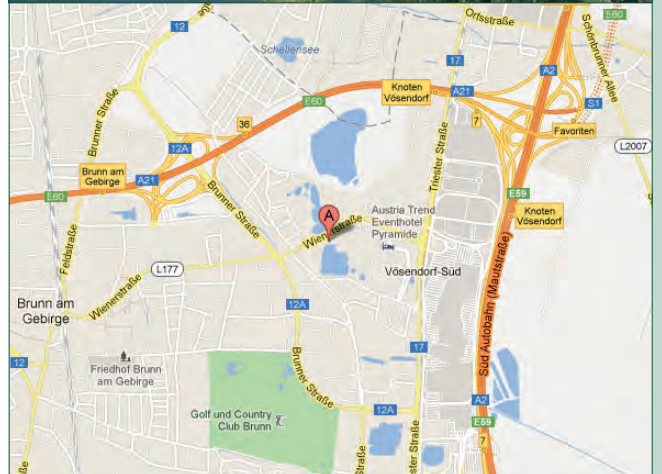 Ortsstraße
E60
12
Schellensee
17
A2
Schönbrunner Allee
Knoten
Vösendorf
A21
E60
S1
Brunner Straße
36
7
Favoriten
12A
L2007
Brunn am
Gebirge
A21
E60
Triester Straße
E59
Brunner Straße
A
Austria Trend
Eventhotel
Pyramide
Knoten
Vösendorf
Wienerstraße
Feldstraße
L177
Vösendorf-Süd
Wienerstraße
Brunn am
Gebirge
12A
Süd Autobahn (Mautstraße)
17
12
Friedhof Brunn
am Gebirge
Brunner Straße
A2
Golf und Country
Club Brunn
12A
E59
7
ester Straße